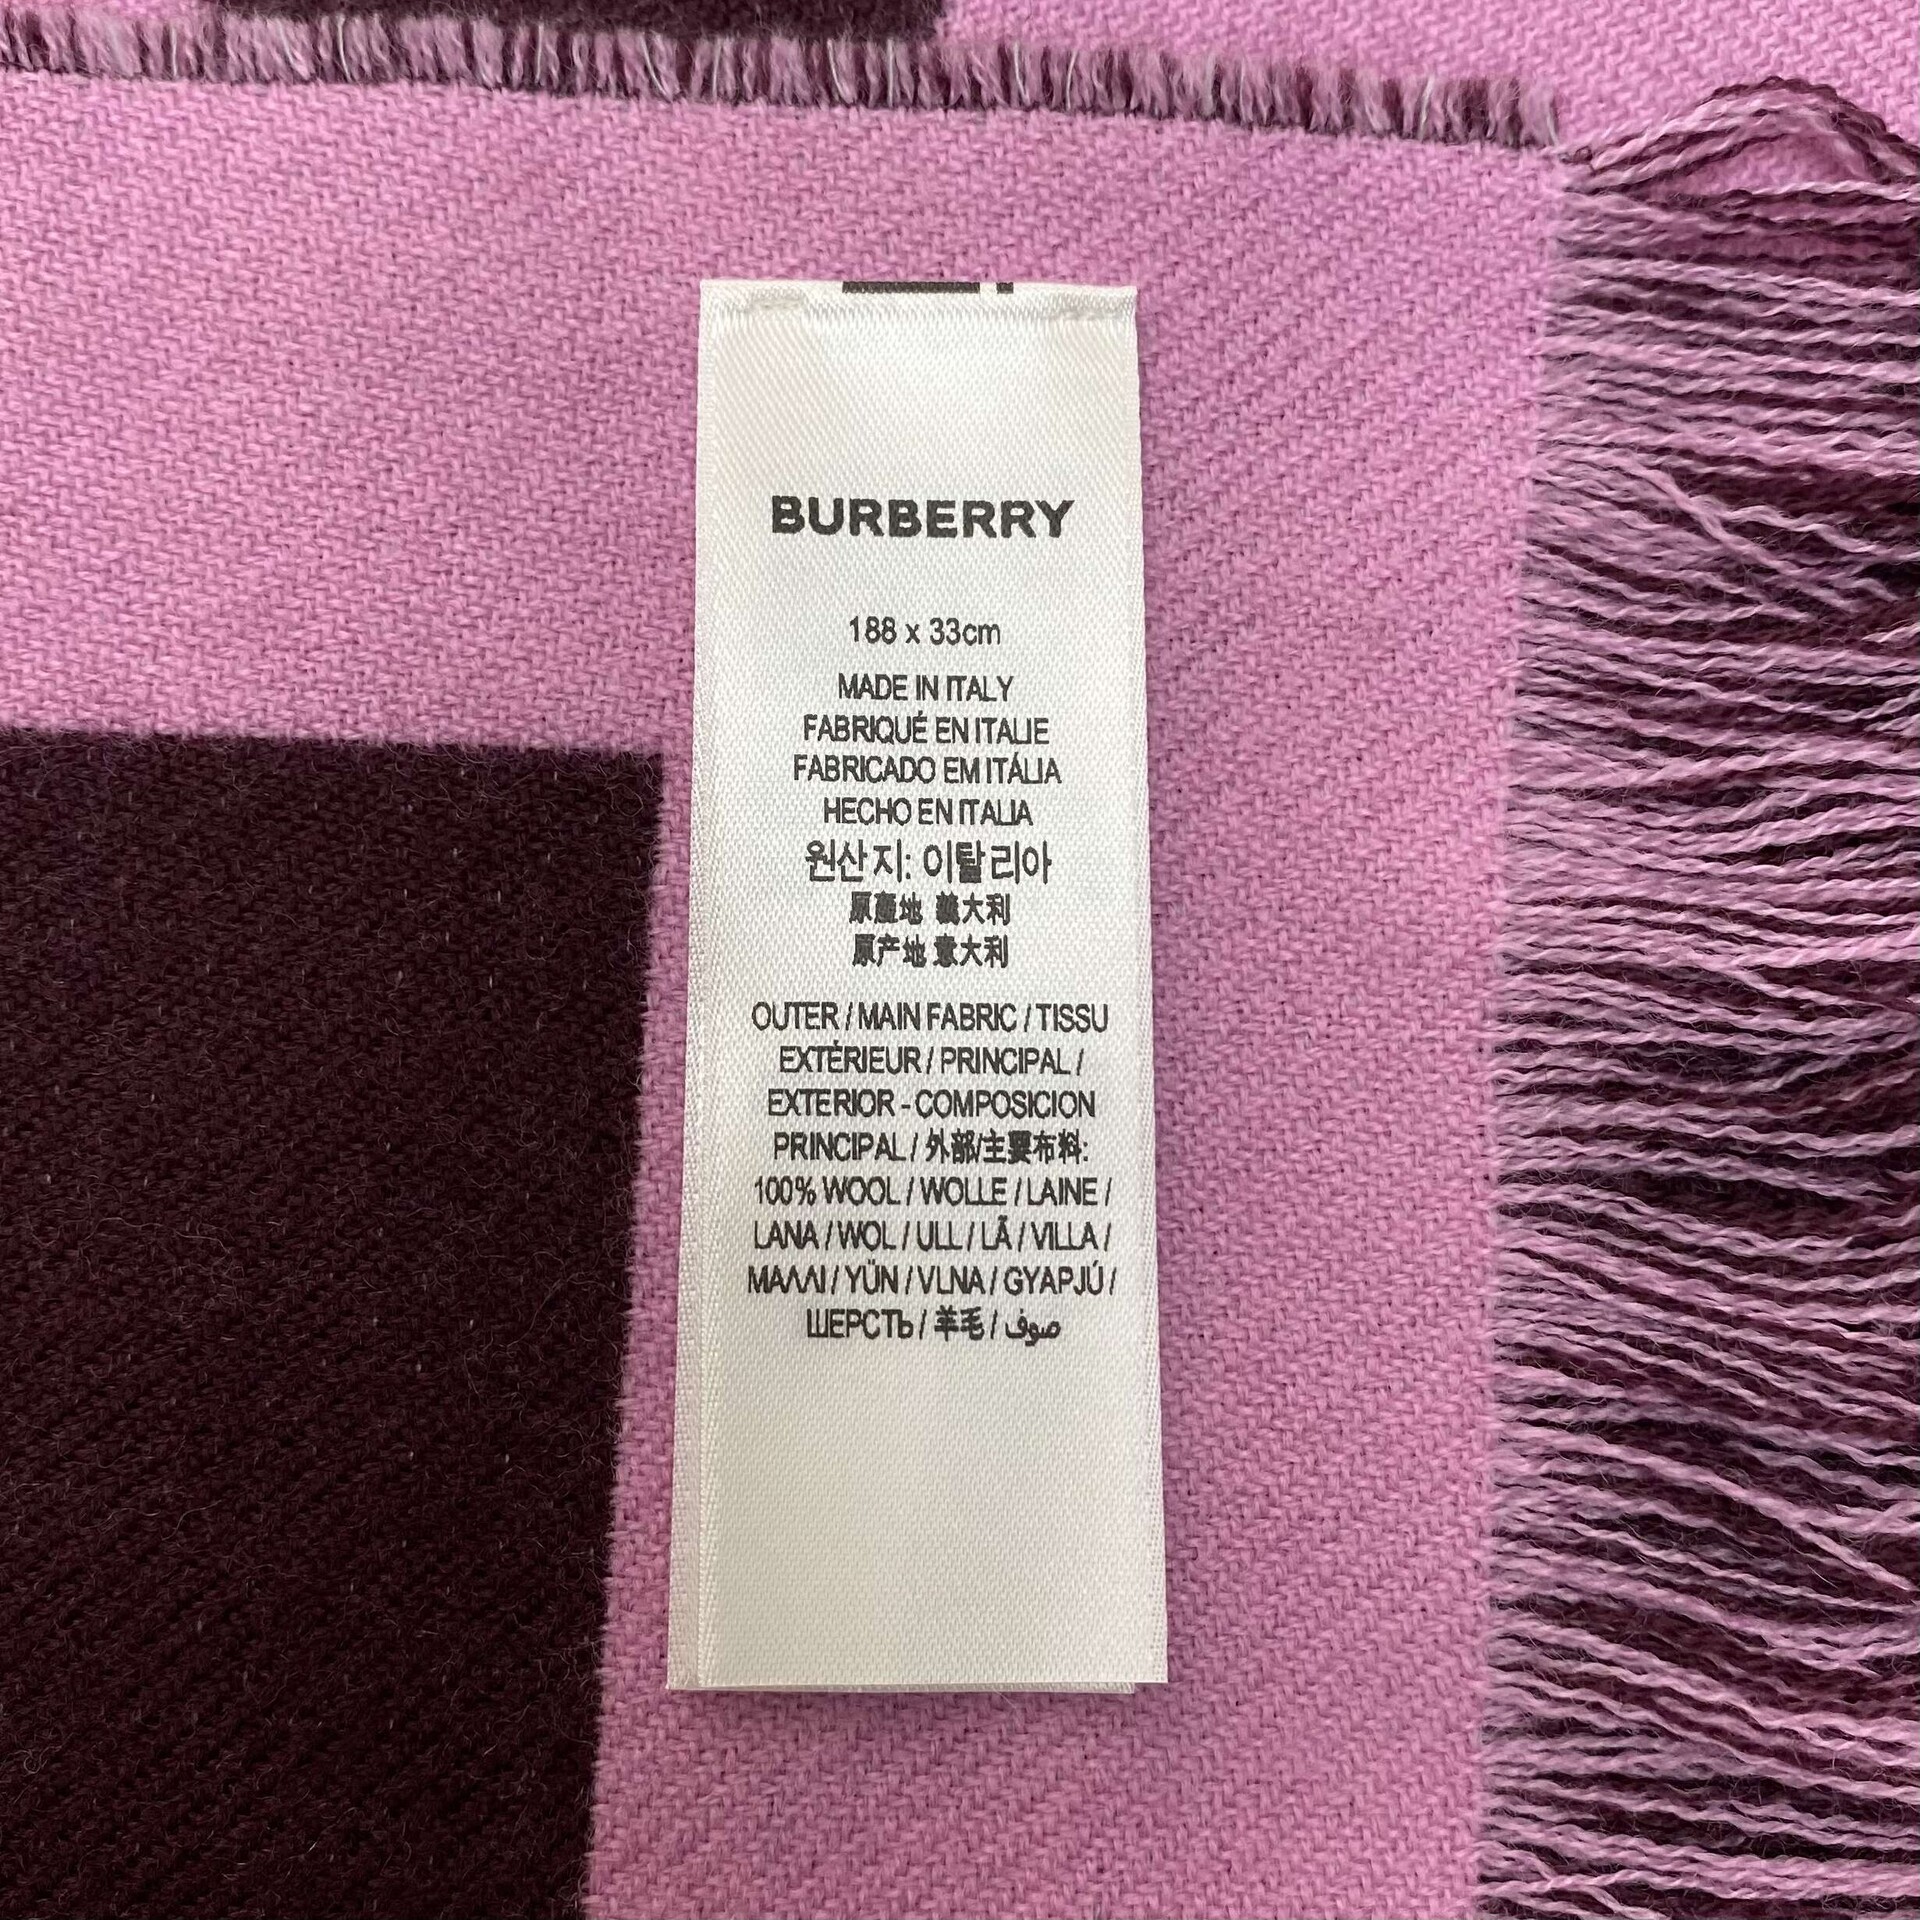 BURBERRY
188 x 33cm
MADE IN ITALY
FABRIQUÉ EN ITALIE
FABRICADO EM ITÁLIA
HECHO EN ITALIA
원산지: 이탈리아
原產地 義大利
原产地 意大利
OUTER / MAIN FABRIC / TISSU
EXTÉRIEUR / PRINCIPAL /
EXTERIOR - COMPOSICION
PRINCIPAL / 外部/主要布料:
100% WOOL / WOLLE / LAINE /
LANA / WOL / ULL / LÃ / VILLA /
ΜΑΛΛΙ / YÜN / VLNA / GYAPJÚ /
ШЕРСТЬ / 羊毛 / صوف